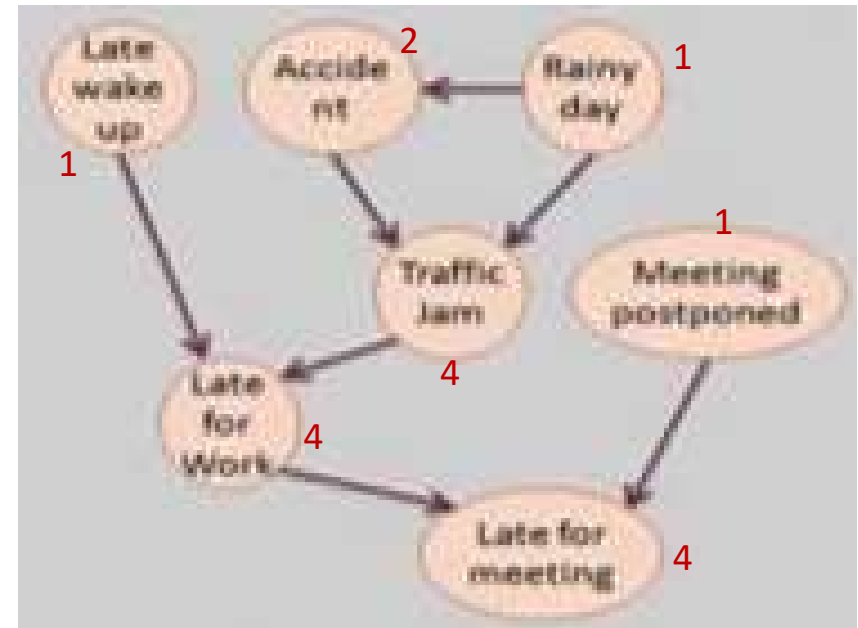 Late
wake
up
1
Accide
nt
2
Rainy
day
1
Traffic
Jam
4
1
Meeting
postponed
Late
for
Work
4
Late for
meeting
4